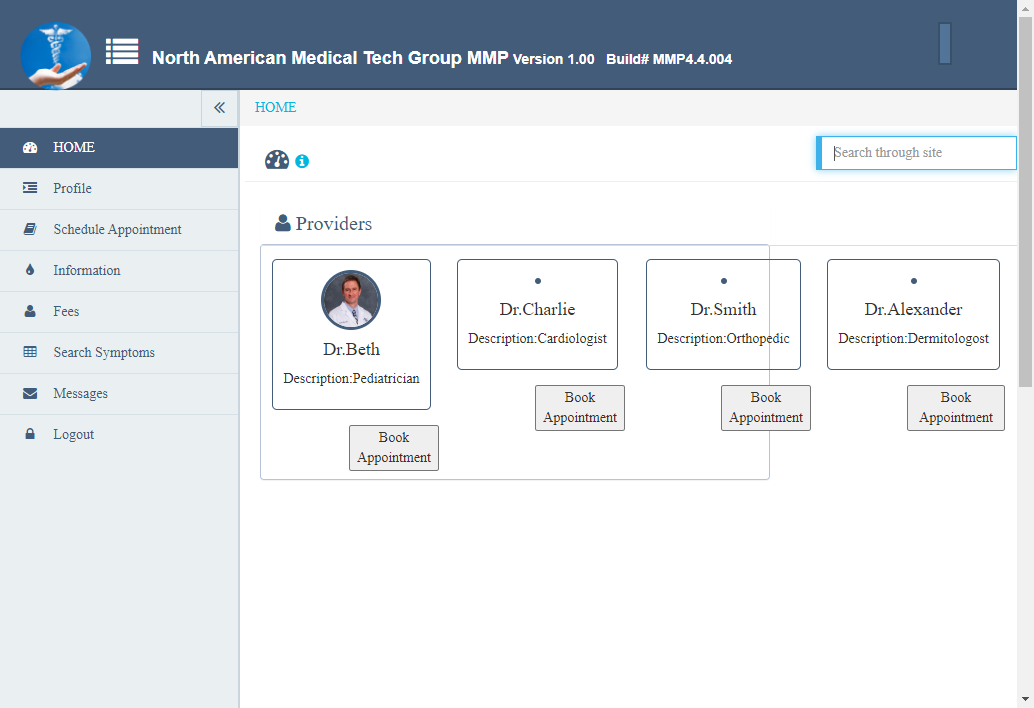 North American Medical Tech Group MMP Version 1.00 Build# MMP4.4.004
HOME
HOME
Profile
Schedule Appointment
Information
Fees
Search Symptoms
Messages
Logout
Search through site
Providers
Dr.Beth
Description:Pediatrician
Book
Appointment
Dr.Charlie
Description:Cardiologist
Book
Appointment
Dr.Smith
Description:Orthopedic
Book
Appointment
Dr.Alexander
Description:Dermitologost
Book
Appointment